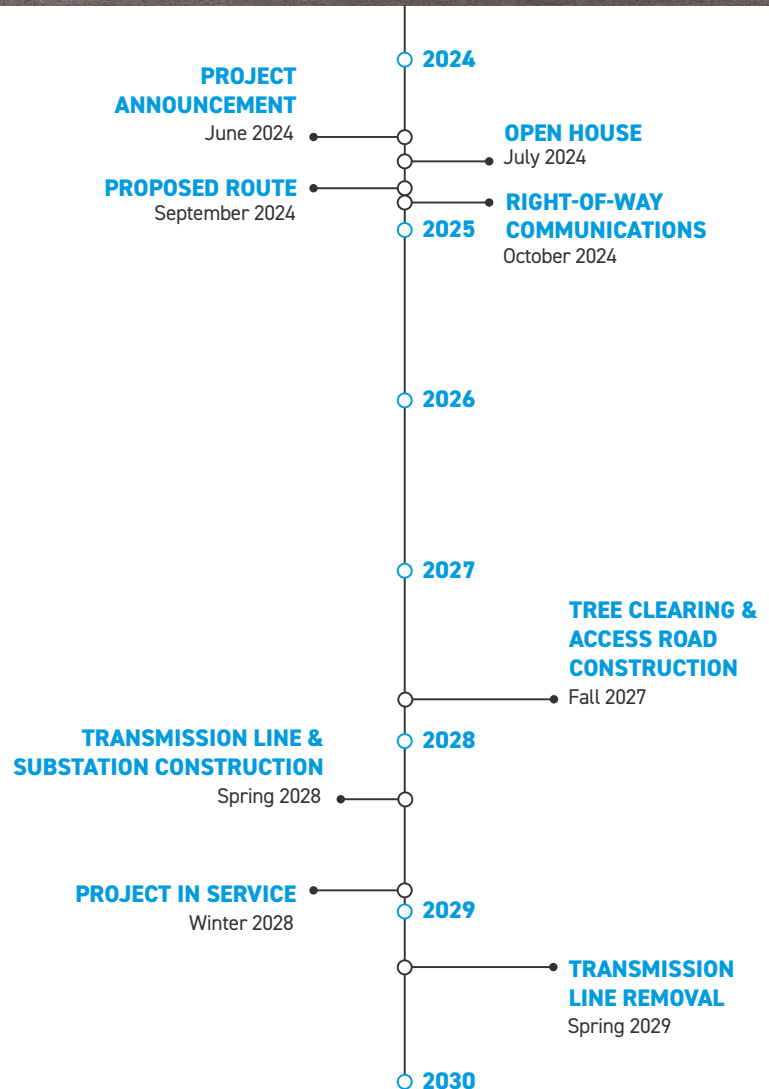 2024
PROJECT
ANNOUNCEMENT
June 2024
OPEN HOUSE
July 2024
PROPOSED ROUTE
September 2024
RIGHT-OF-WAY
COMMUNICATIONS
October 2024
2025
2026
2027
TREE CLEARING &
ACCESS ROAD
CONSTRUCTION
Fall 2027
TRANSMISSION LINE &
SUBSTATION CONSTRUCTION
Spring 2028
2028
PROJECT IN SERVICE
Winter 2028
2029
TRANSMISSION
LINE REMOVAL
Spring 2029
2030